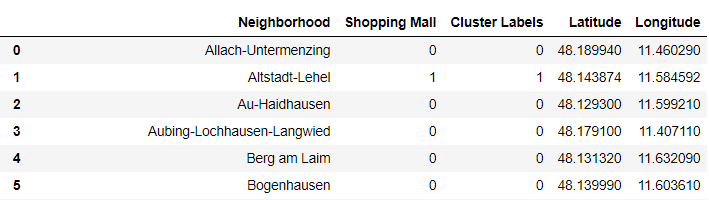 Neighborhood Shopping Mall Cluster Labels Latitude Longitude
0 Allach-Untermenzing 0 0 48.189940 11.460290
1 Altstadt-Lehel 1 1 48.143874 11.584592
2 Au-Haidhausen 0 0 48.129300 11.599210
3 Aubing-Lochhausen-Langwied 0 0 48.179100 11.407110
4 Berg am Laim 0 0 48.131320 11.632090
5 Bogenhausen 0 0 48.139990 11.603610